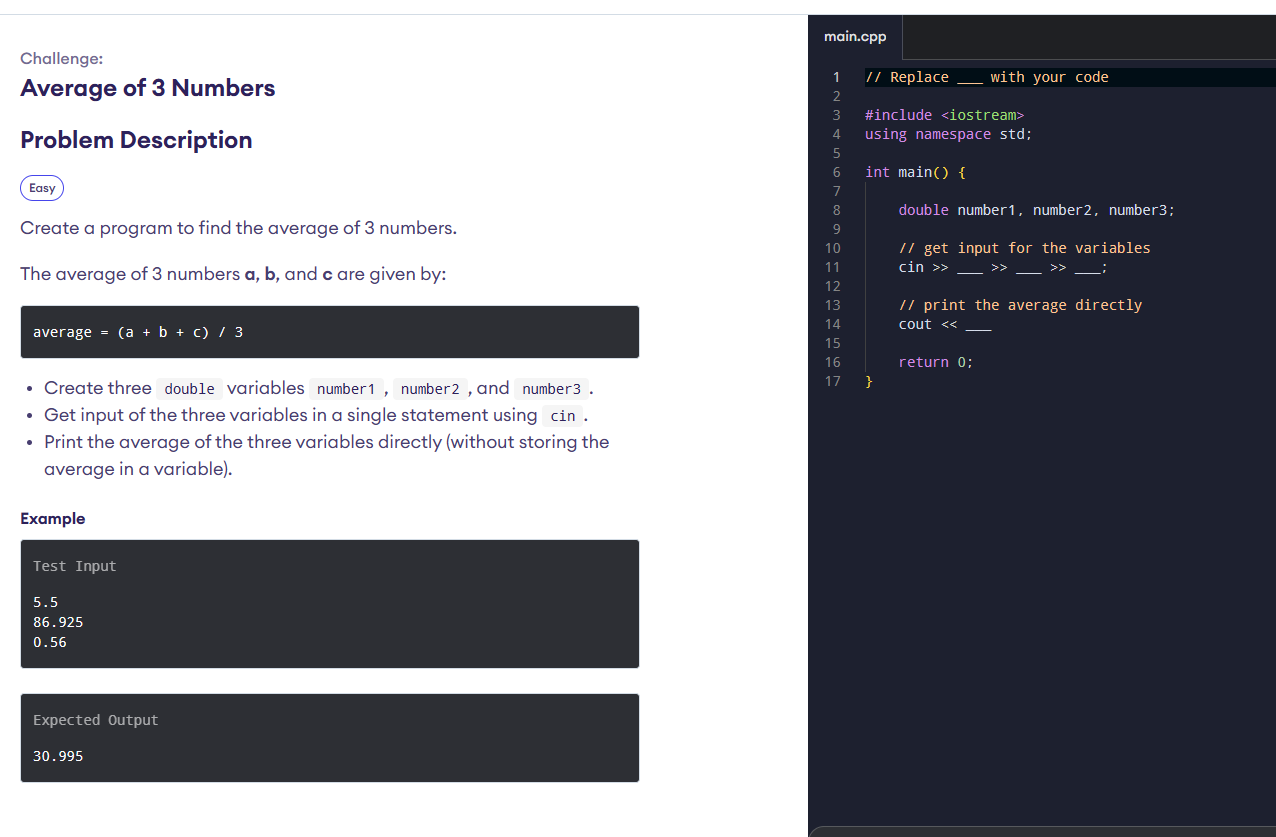 Challenge:
Average of 3 Numbers
Problem Description
Easy
Create a program to find the average of 3 numbers.
The average of 3 numbers a, b, and c are given by:
average = (a + b + c) / 3
• Create three double variables number1 , number2 , and number3 .
• Get input of the three variables in a single statement using cin .
• Print the average of the three variables directly (without storing the
average in a variable).
Example
Test Input
5.5
86.925
0.56
Expected Output
30.995
main.cpp
1 // Replace ___ with your code
2
3 #include <iostream>
4 using namespace std;
5
6 int main() {
7
8 double number1, number2, number3;
9
10 // get input for the variables
11 cin >> ___ >> ___ >> ___;
12
13 // print the average directly
14 cout << ___
15
16 return 0;
17 }